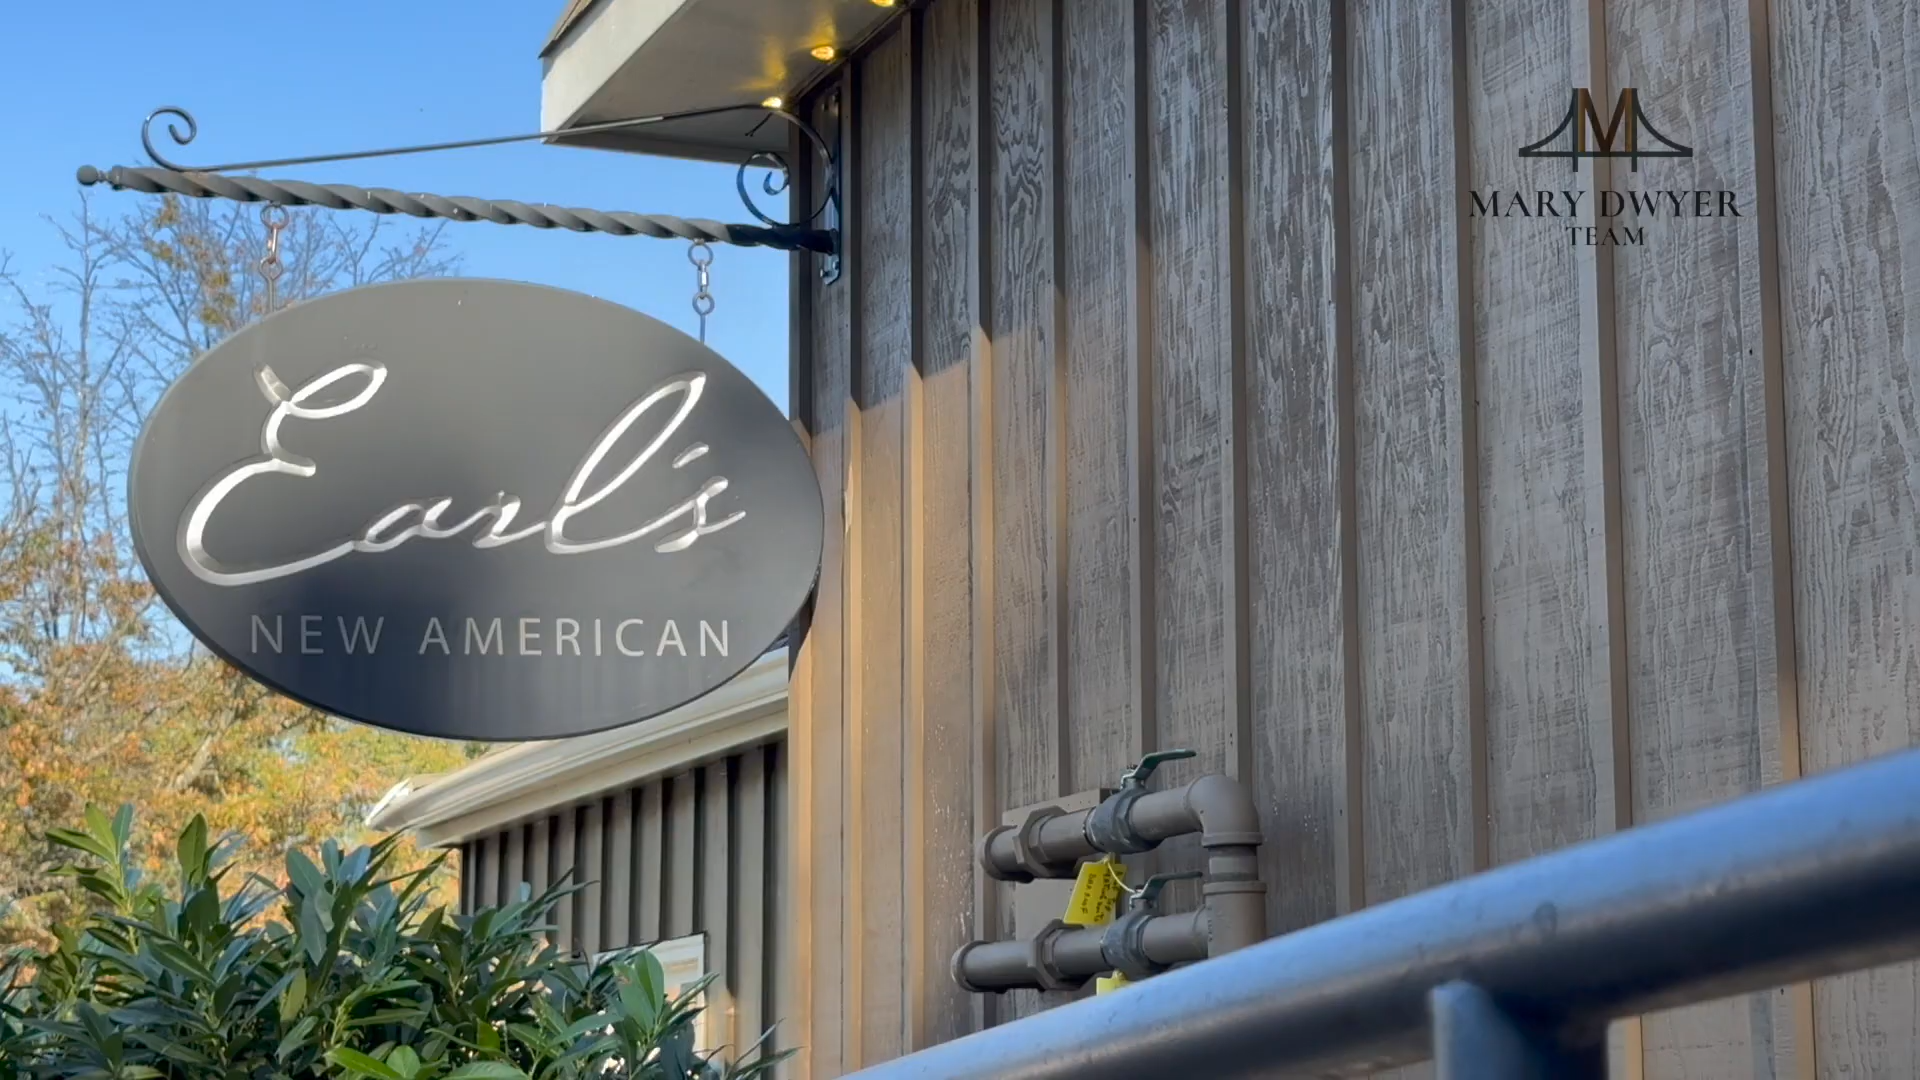 Earl's
NEW AMERICAN
M
MARY DWYER
TEAM